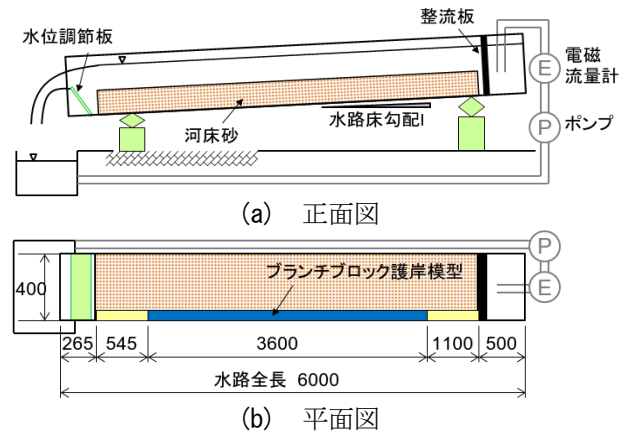 整流板
水位調節板
E
電磁
流量計
河床砂
水路床勾配I
P
ポンプ
(a) 正面図
P
ブランチブロック護岸模型
400
E
265 545 3600 1100 500
水路全長 6000
(b) 平面図